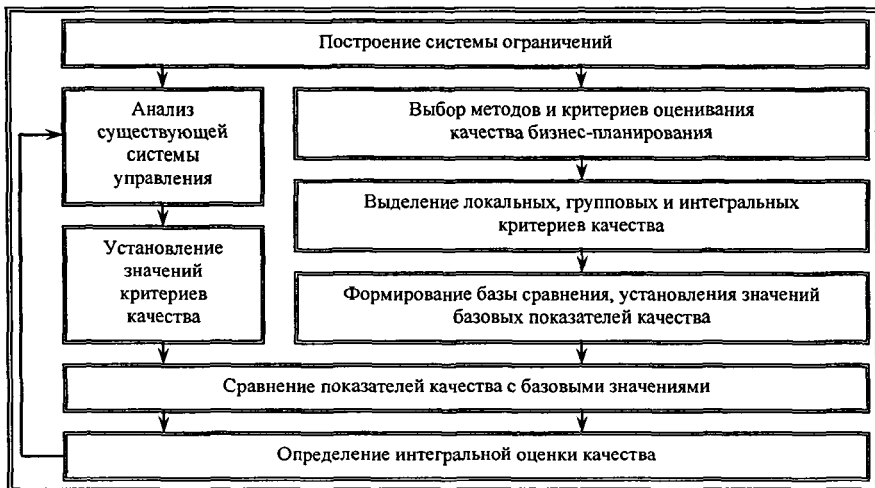 Построение системы ограничений
Анализ
существующей
системы
управления
Выбор методов и критериев оценивания
качества бизнес-планирования
Выделение локальных, групповых и интегральных
критериев качества
Установление
значений
критериев
качества
Формирование базы сравнения, установления значений
базовых показателей качества
Сравнение показателей качества с базовыми значениями
Определение интегральной оценки качества